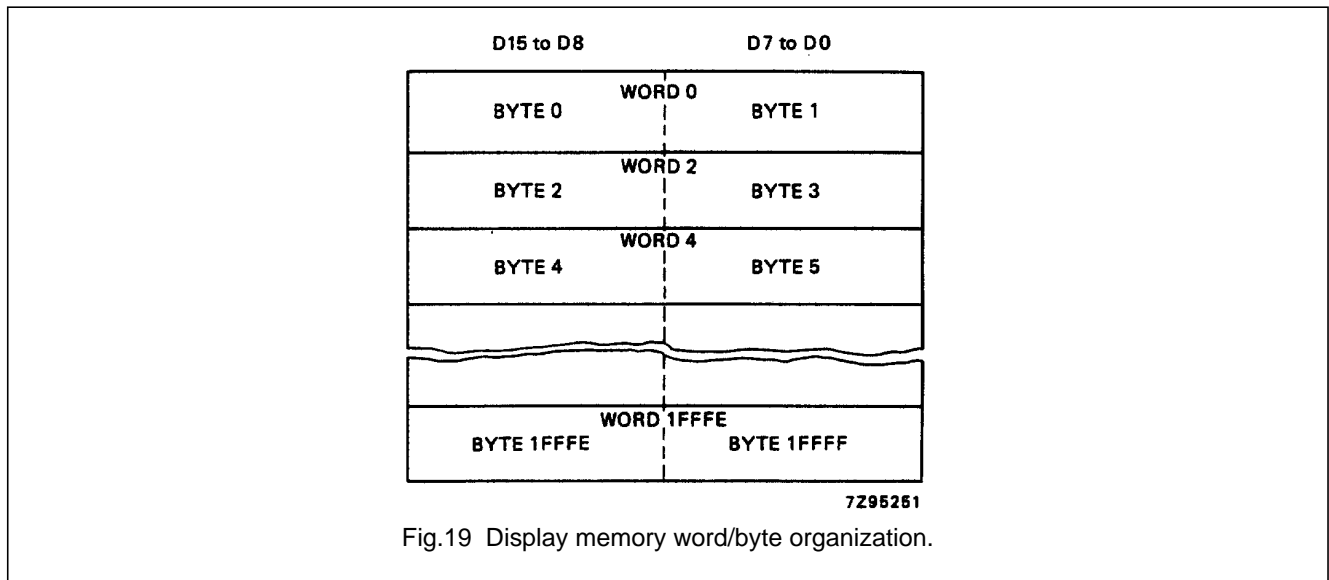 D15 to D8 D7 to D0
WORD 0
BYTE 0 BYTE 1
WORD 2
BYTE 2 BYTE 3
WORD 4
BYTE 4 BYTE 5
WORD 1FFFE
BYTE 1FFFE BYTE 1FFFF
7Z95251
Fig.19 Display memory word/byte organization.